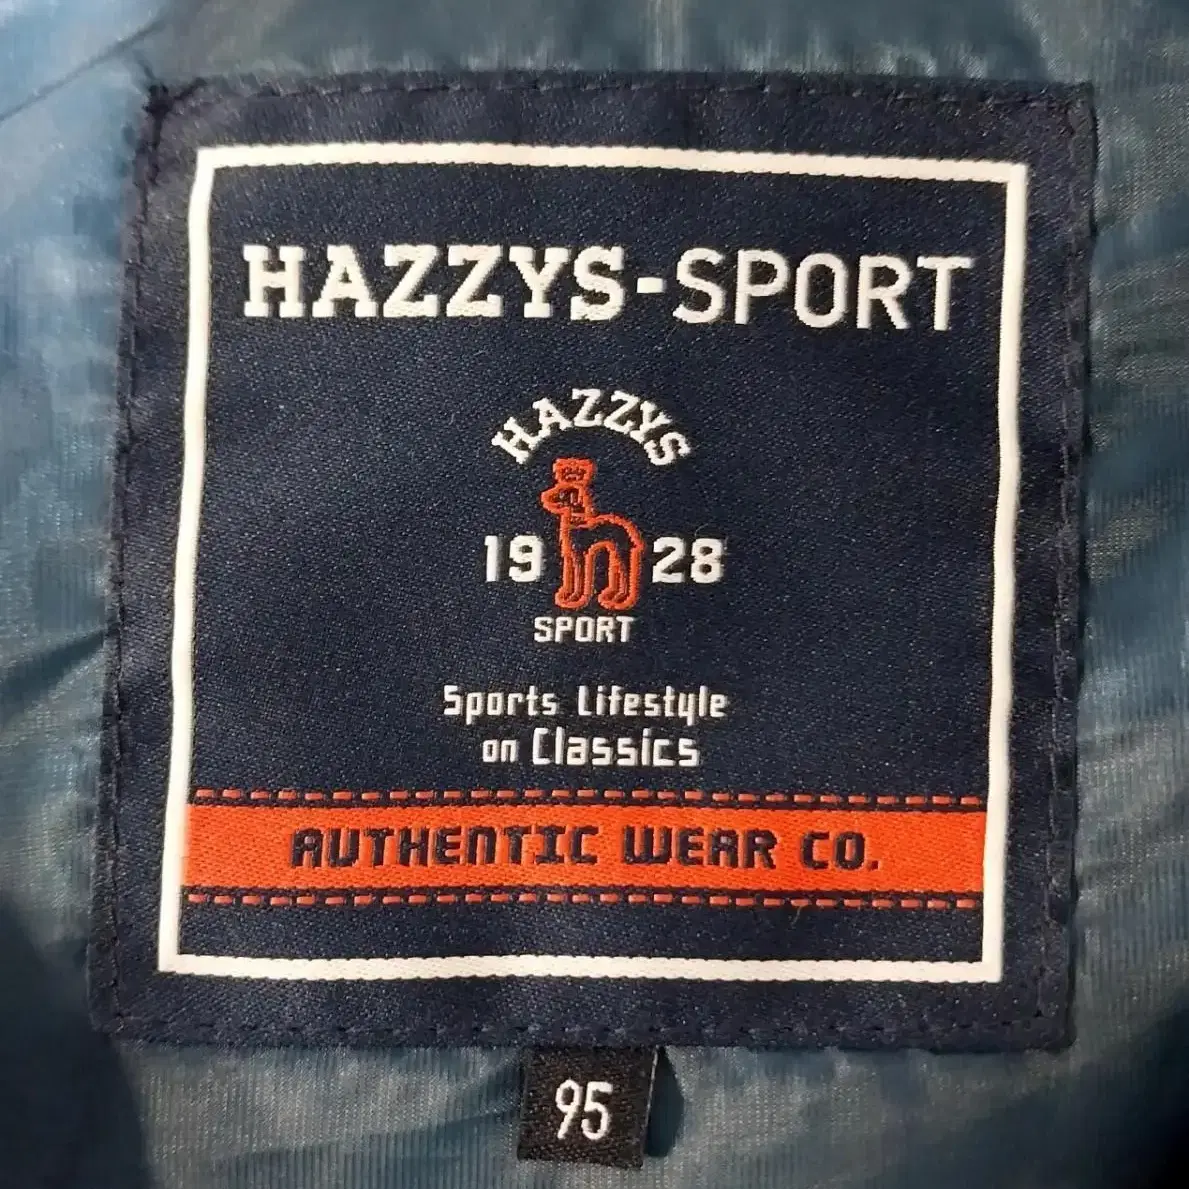 HAZZYS-SPORT
HAZZYS
19 28
SPORT
Sports Lifestyle
on Classics
AUTHENTIC WEAR CO.
95